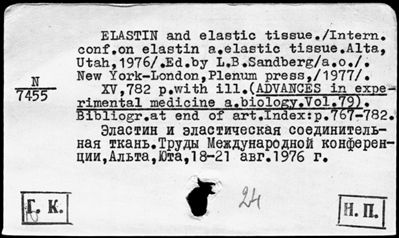 ELASTIN and elastic tissue./Intern.
conf.on elastin a.elastic tissue.Alta,
Utah,1976/.Ed.by L.B.Sandberg/a.o./.
New York-London,Plenum press,/1977/.
N
7455
XV,782 p.with ill.(ADVANCES in expe-
rimental medicine a.biology.Vol.79).
Bibliogr.at end of art.Index:p.767-782.
Эластин и эластическая соединитель-
ная ткань.Труды Международной конферен-
ции,Альта,Юта,18-21 авг.1976 г.
24
Г. К.
Н.П.